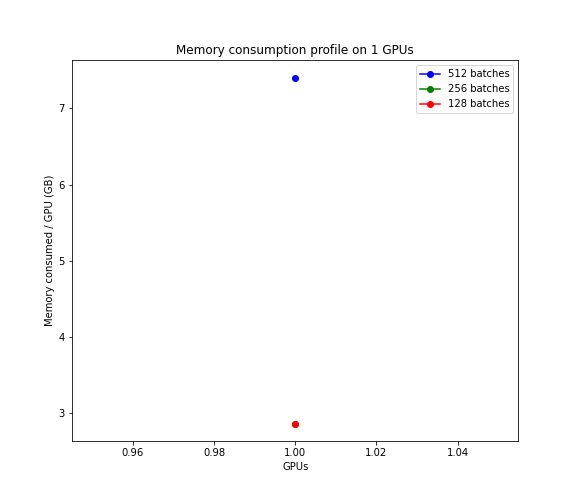 Memory consumption profile on 1 GPUs
512 batches
256 batches
128 batches
Memory consumed / GPU (GB)
7
6
5
4
3
0.96 0.98 1.00 1.02 1.04
GPUs